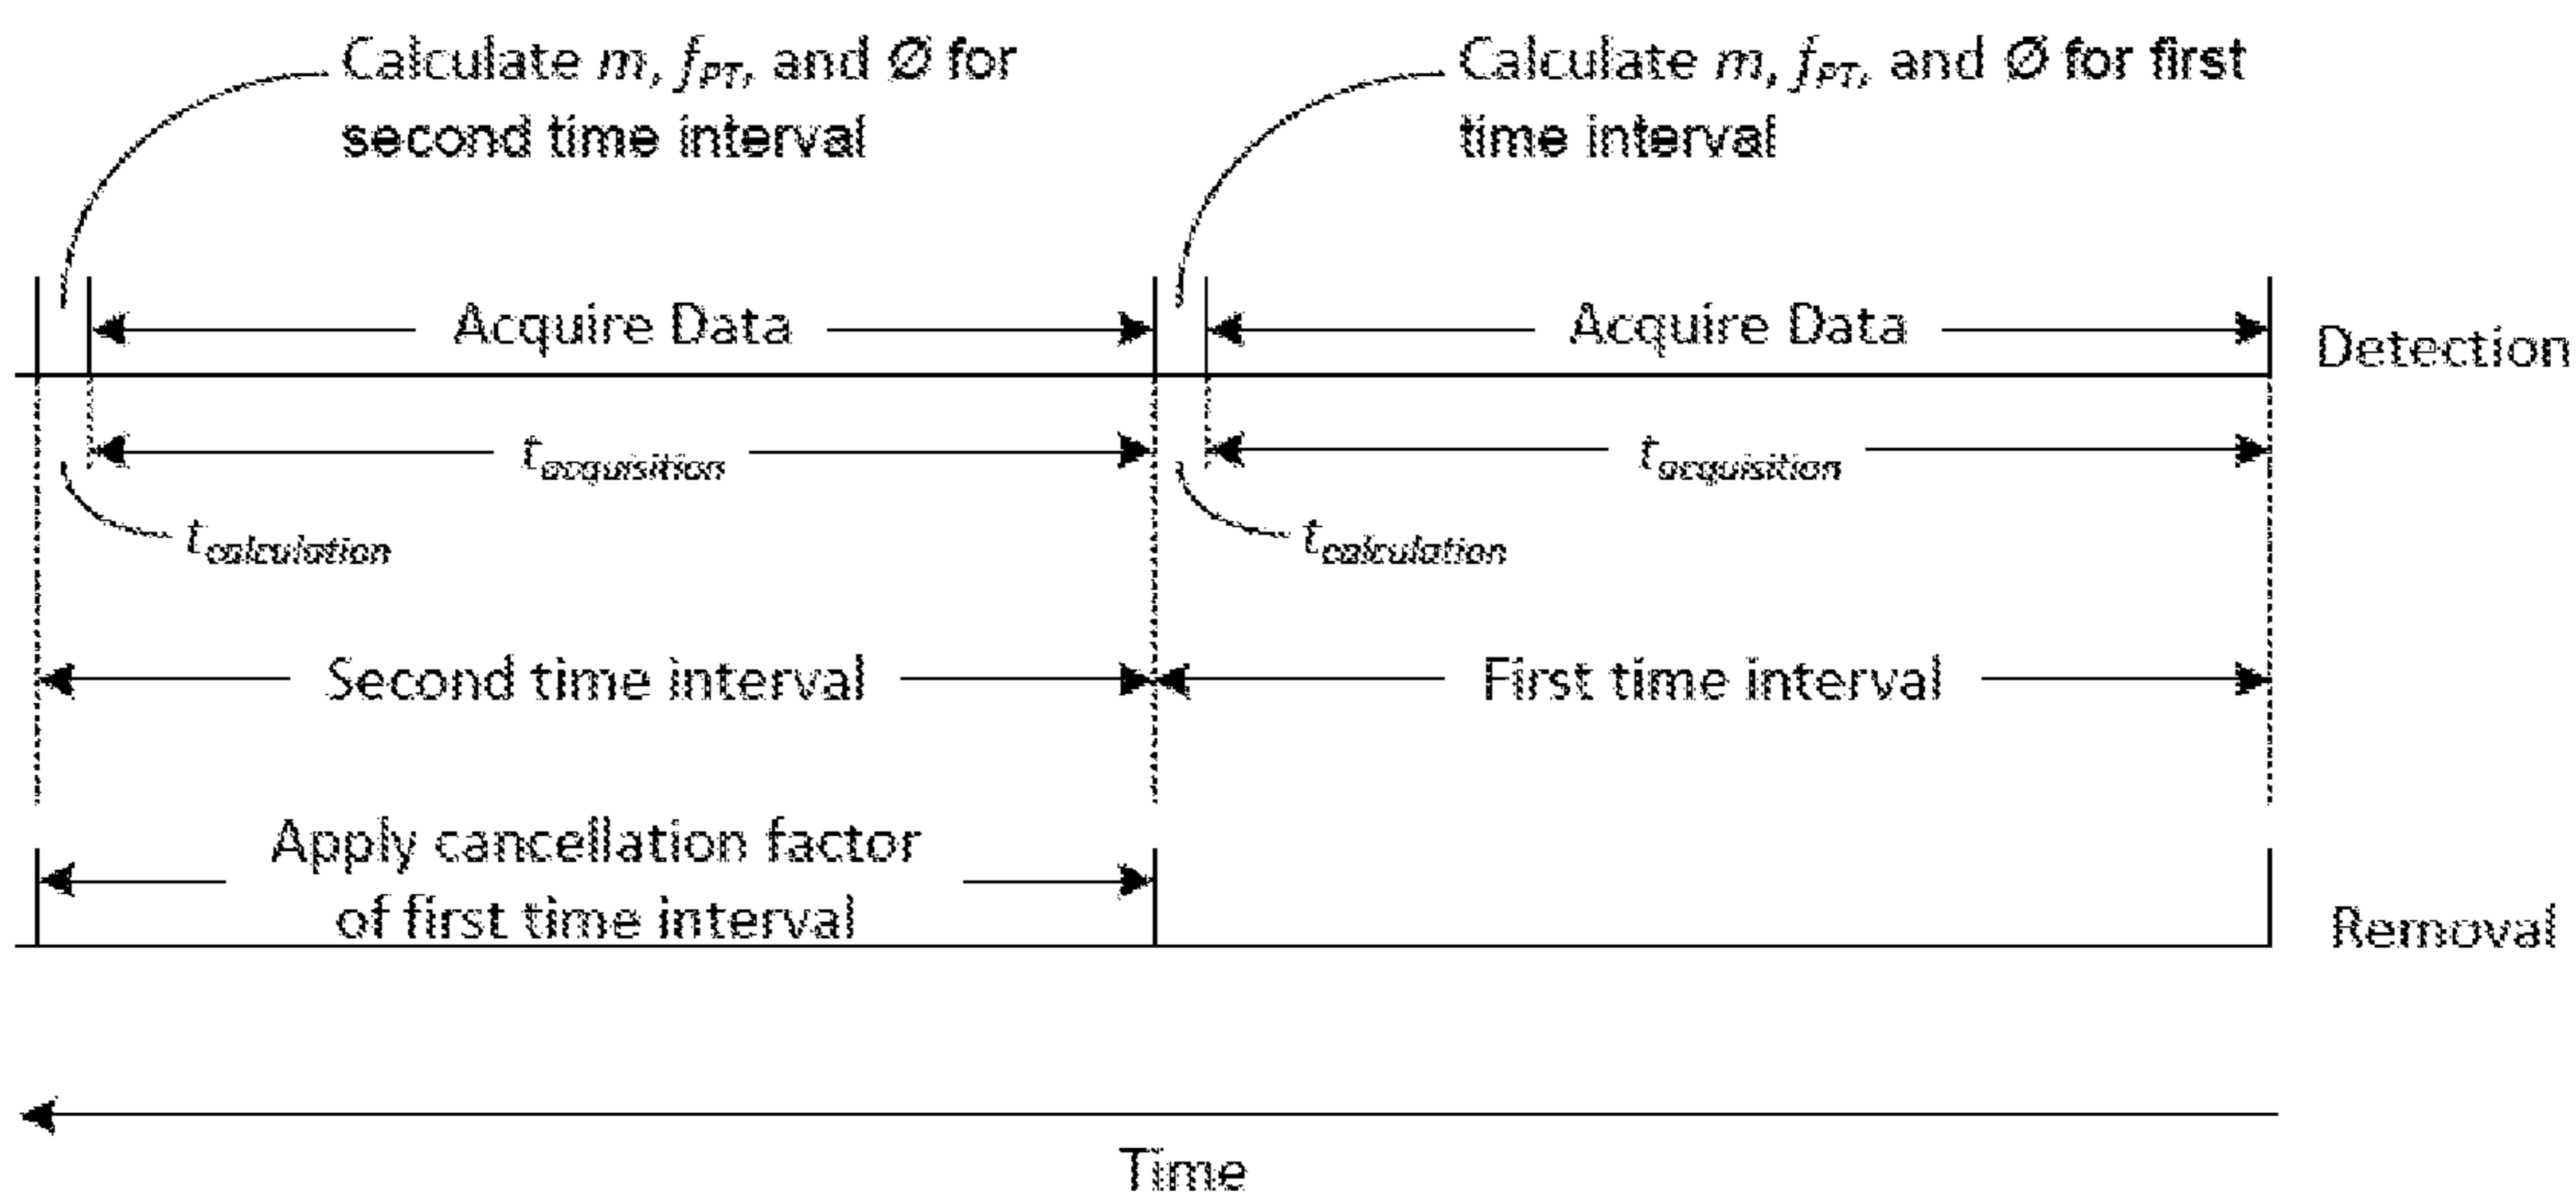 Calculate m, fPT, and Ø for
second time interval
Calculate m, fPT, and Ø for first
time interval
Acquire Data
Acquire Data
Detection
tacquisition
tacquisition
tcalculation
tcalculation
Second time interval
First time interval
Apply cancellation factor
of first time interval
Removal
Time